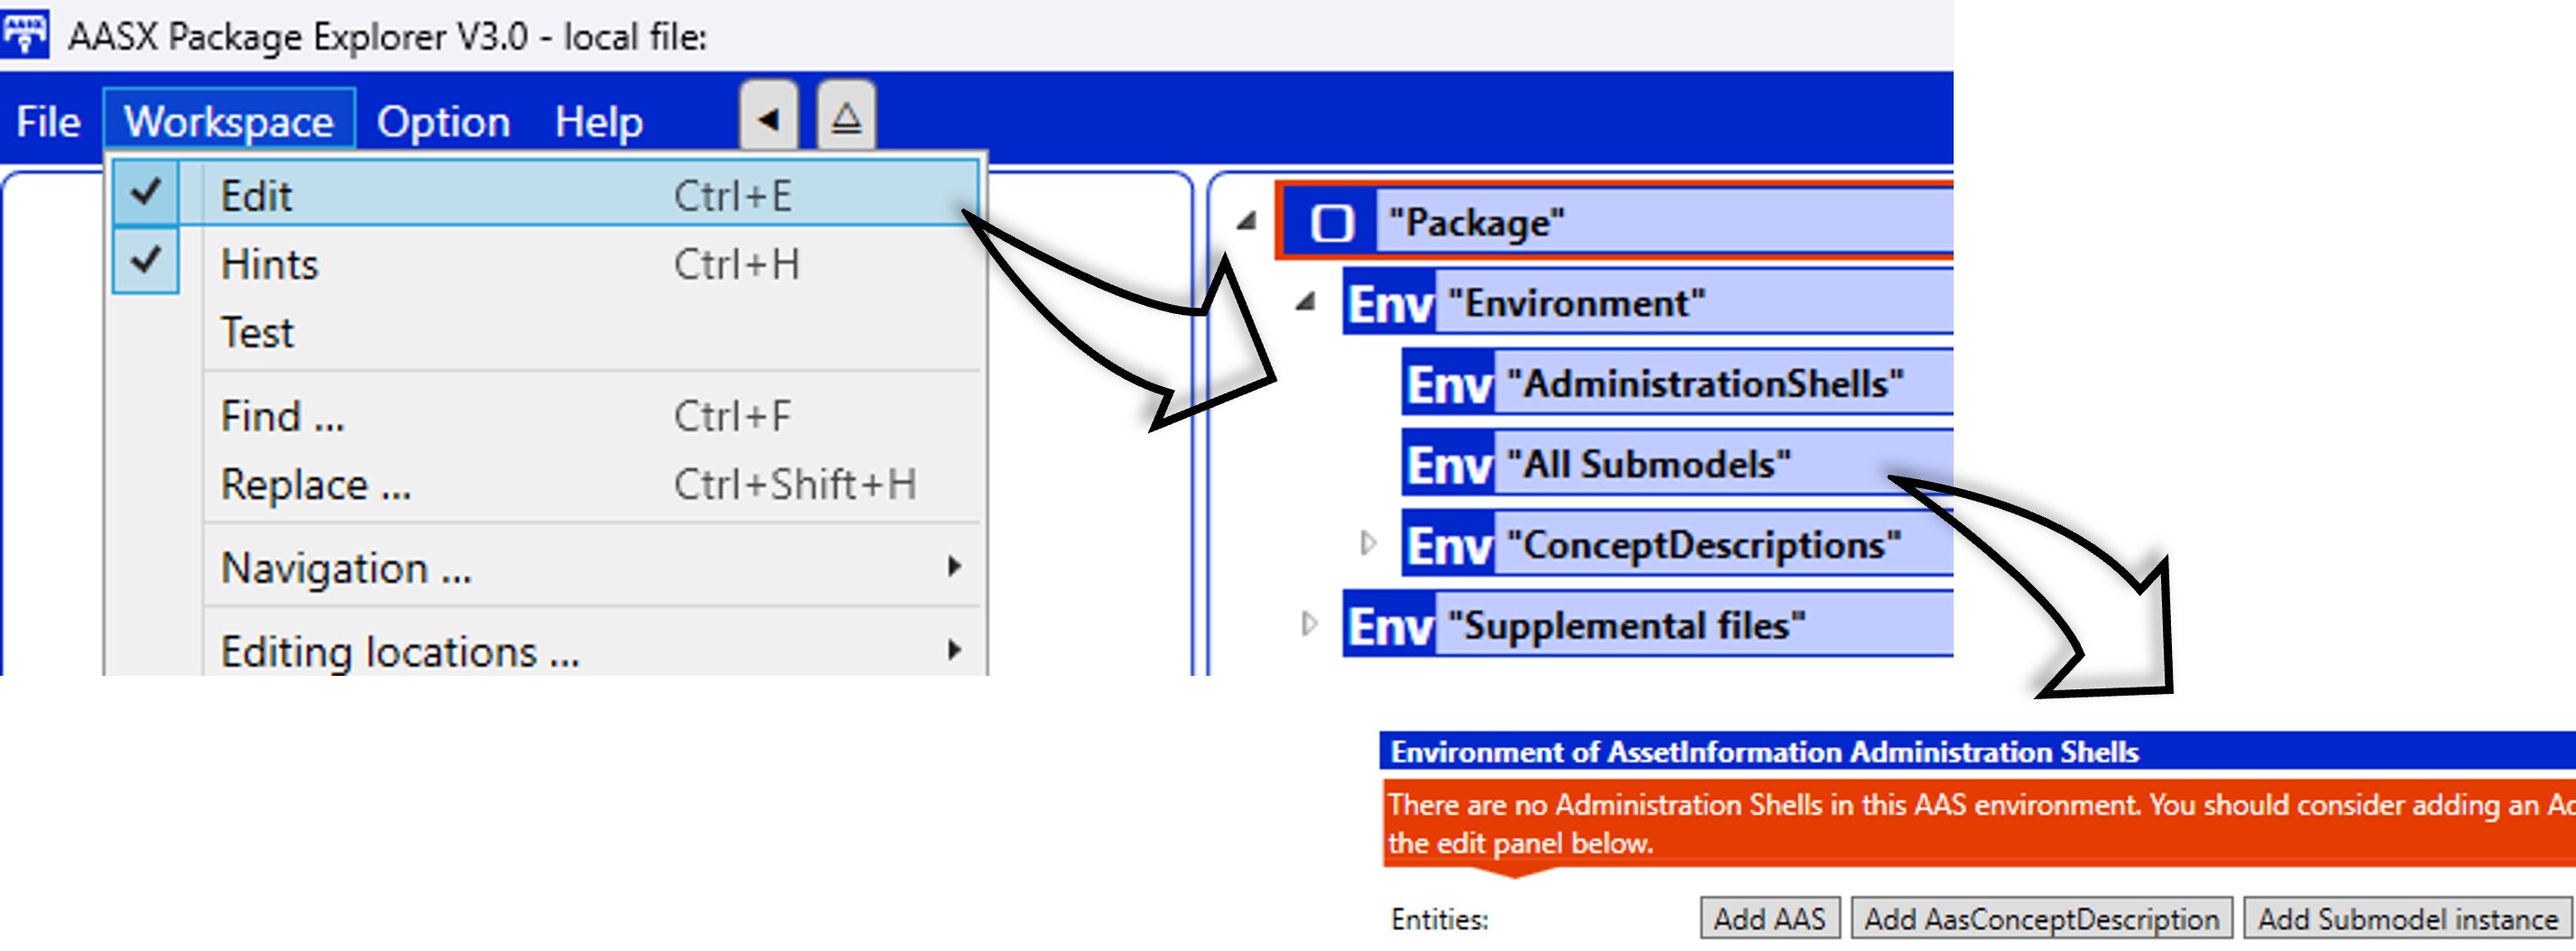 AASX Package Explorer V3.0 - local file:
File Workspace Option Help
Edit Ctrl+E
Hints Ctrl+H
Test
Find ... Ctrl+F
Replace ... Ctrl+Shift+H
Navigation ...
Editing locations ...
"Package"
Env "Environment"
Env "AdministrationShells"
Env "All Submodels"
Env "ConceptDescriptions"
Env "Supplemental files"
Environment of AssetInformation Administration Shells
There are no Administration Shells in this AAS environment. You should consider adding an
the edit panel below.
Entities: Add AAS Add AasConceptDescription Add Submodel instance